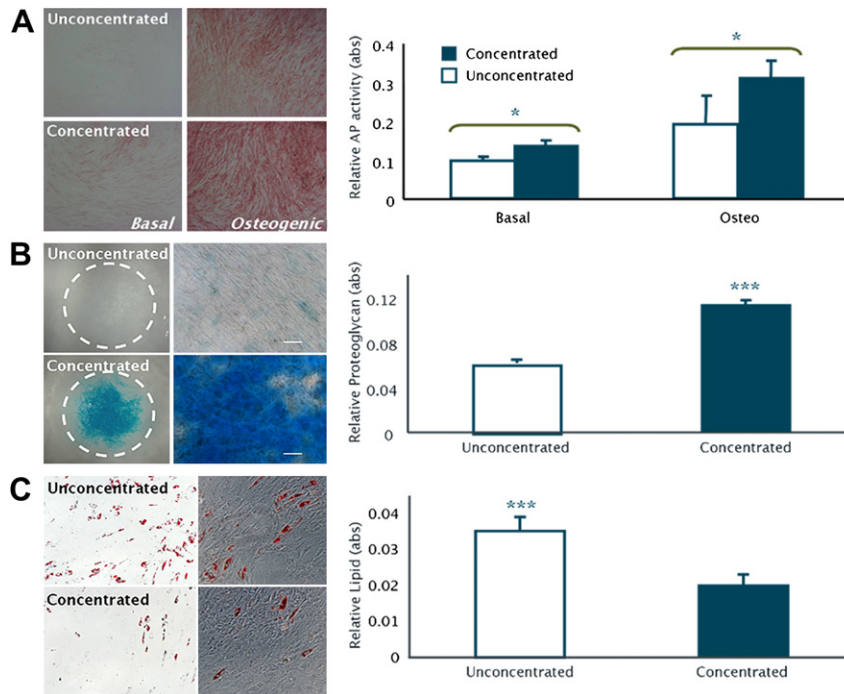 A
Unconcentrated
Concentrated
Basal
Osteogenic
Relative AP activity (abs)
0.4
0.3
0.2
0.1
0
Concentrated
Unconcentrated
*
*
Basal
Osteo
B
Unconcentrated
Concentrated
Relative Proteoglycan (abs)
0.12
0.08
0.04
0
***
Unconcentrated
Concentrated
C
Unconcentrated
Concentrated
Relative Lipid (abs)
0.04
0.03
0.02
0.01
0
***
Unconcentrated
Concentrated